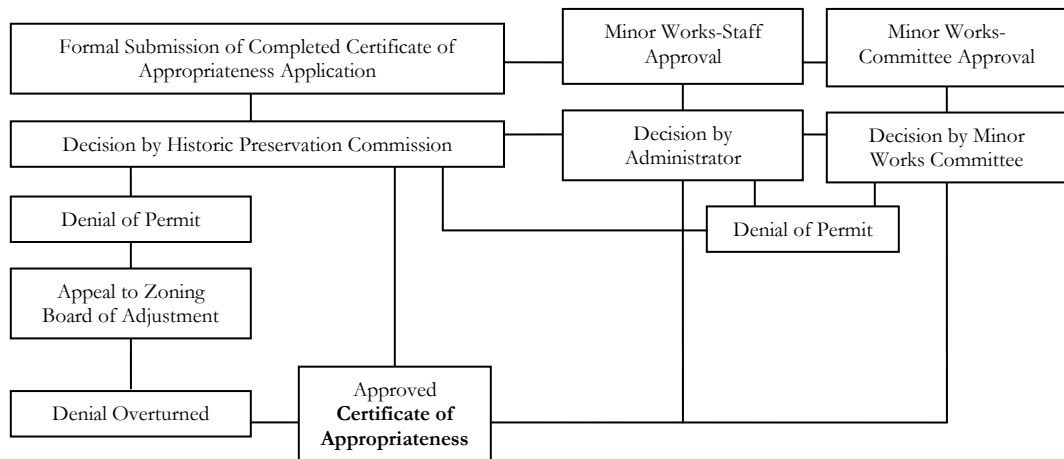 Formal Submission of Completed Certificate of
Appropriateness Application
Minor Works-Staff
Approval
Minor Works-
Committee Approval
Decision by Historic Preservation Commission
Decision by
Administrator
Decision by Minor
Works Committee
Denial of Permit
Denial of Permit
Appeal to Zoning
Board of Adjustment
Denial Overturned
Approved
Certificate of
Appropriateness